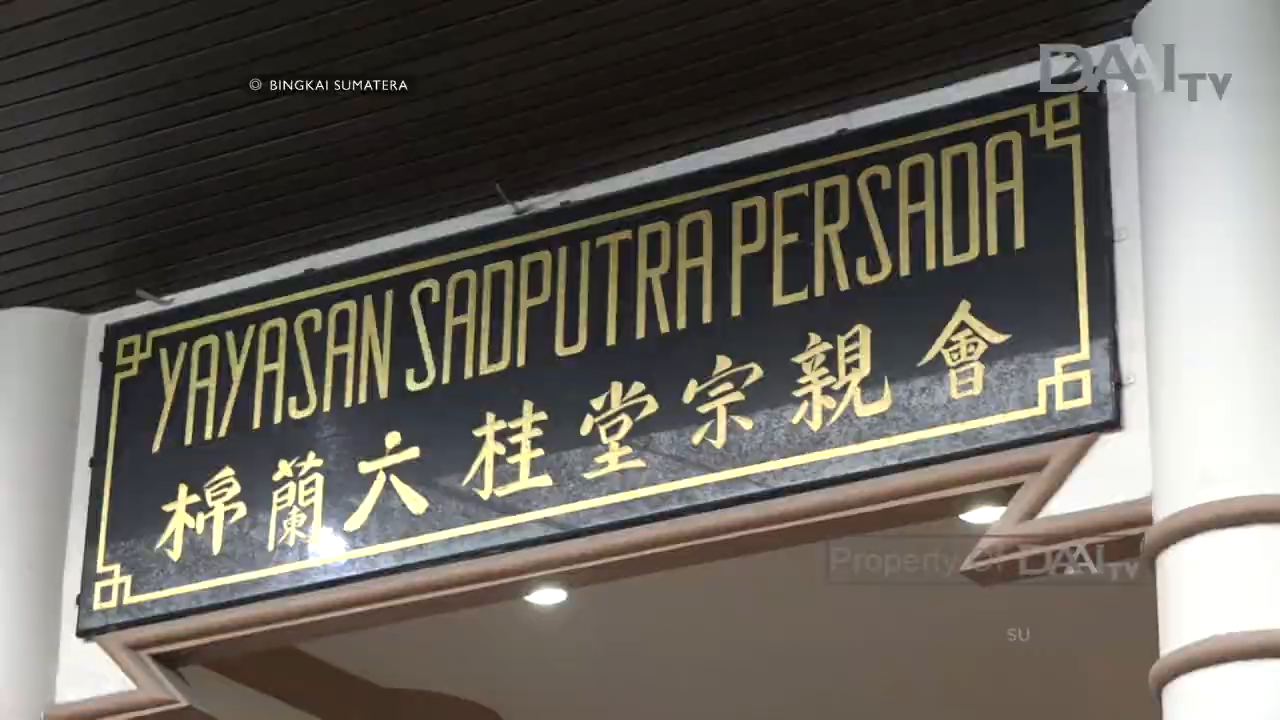 © BINGKAI SUMATERA
DAAI TV
YAYASAN SADPUTRA PERSADA
棉蘭六桂堂宗親會
Property Of DAAI TV
SU